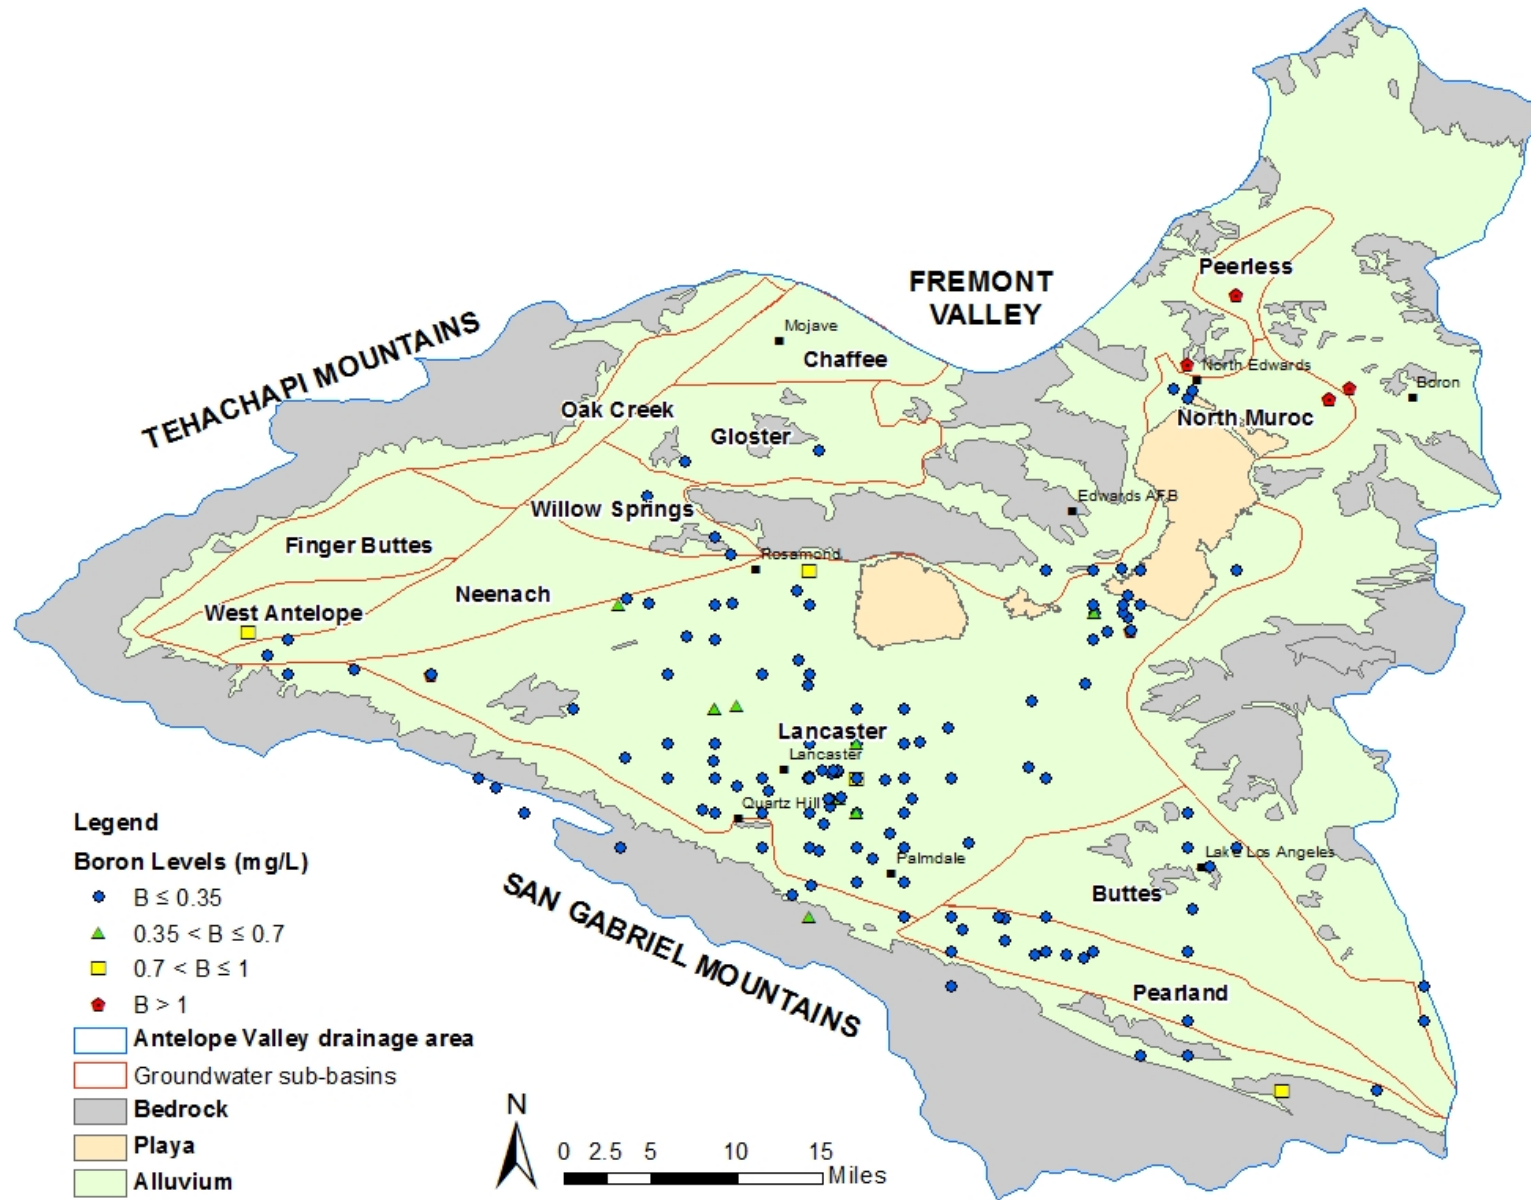 FREMONT
VALLEY
Peerless
TEHACHAPI MOUNTAINS
Mojave
Chaffee
North Edwards
Boron
Oak Creek
North Muroc
Gloster
Edwards AFB
Willow Springs
Finger Buttes
Rosamond
Neenach
West Antelope
Lancaster
Lancaster
Quartz Hill
Palmdale
Lake Los Angeles
Buttes
SAN GABRIEL MOUNTAINS
Pearland
Legend
Boron Levels (mg/L)
B ≤ 0.35
0.35 < B ≤ 0.7
0.7 < B ≤ 1
B > 1
Antelope Valley drainage area
Groundwater sub-basins
Bedrock
Playa
Alluvium
N
0 2.5 5 10 15
Miles